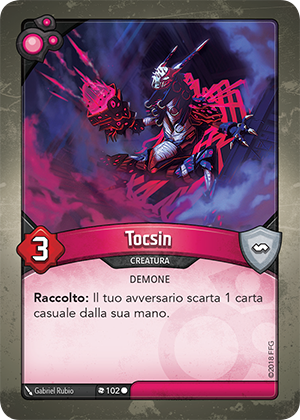 Tocsin
CREATURA
3
DEMONE
Raccolto: Il tuo avversario scarta 1 carta
casuale dalla sua mano.
©2018 FFG
Gabriel Rubio
102